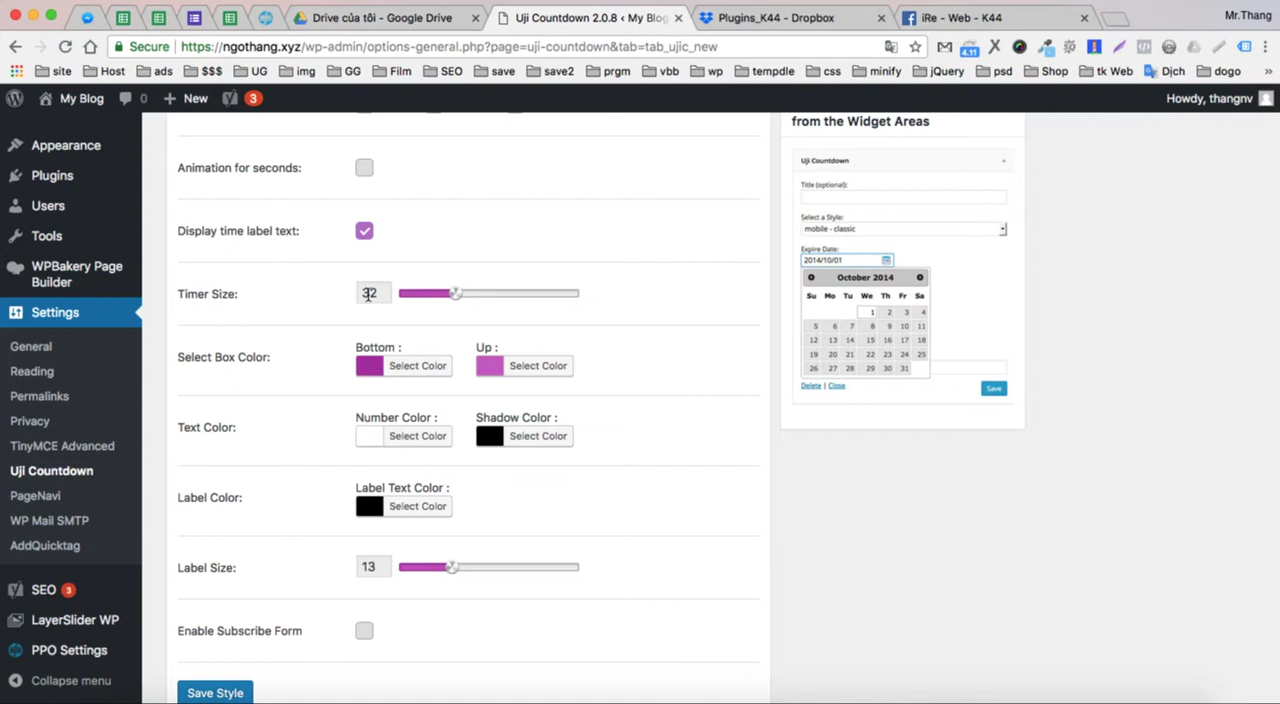 Drive của tôi - Google Drive
Uji Countdown 2.0.8 ‹ My Blog
Plugins_K44 - Dropbox
iRe - Web - K44
Mr.Thang
Secure
https://ngothang.xyz/wp-admin/options-general.php?page=uji-countdown&tab=tab_ujic_new
4.11
site
Host
ads
$$$
UG
img
GG
Film
SEO
save
save2
prgm
vbb
wp
tempdle
css
minify
jQuery
psd
Shop
tk Web
Dịch
dogo
»
My Blog
0
New
3
Howdy, thangnv
Appearance
Plugins
Users
Tools
WPBakery Page
Builder
Settings
General
Reading
Permalinks
Privacy
TinyMCE Advanced
Uji Countdown
PageNavi
WP Mail SMTP
AddQuicktag
SEO 3
LayerSlider WP
PPO Settings
Collapse menu
Animation for seconds:
Display time label text:
Timer Size:
32
Select Box Color:
Bottom :
Up :
Select Color
Select Color
Text Color:
Number Color :
Shadow Color :
Select Color
Select Color
Label Color:
Label Text Color :
Select Color
Label Size:
13
Enable Subscribe Form
Save Style
from the Widget Areas
Uji Countdown
Title (optional):
Select a Style:
mobile - classic
Expire Date:
2014/10/01
October 2014
Su Mo Tu We Th Fr Sa
1 2 3 4
5 6 7 8 9 10 11
12 13 14 15 16 17 18
19 20 21 22 23 24 25
26 27 28 29 30 31
Delete | Close
Save